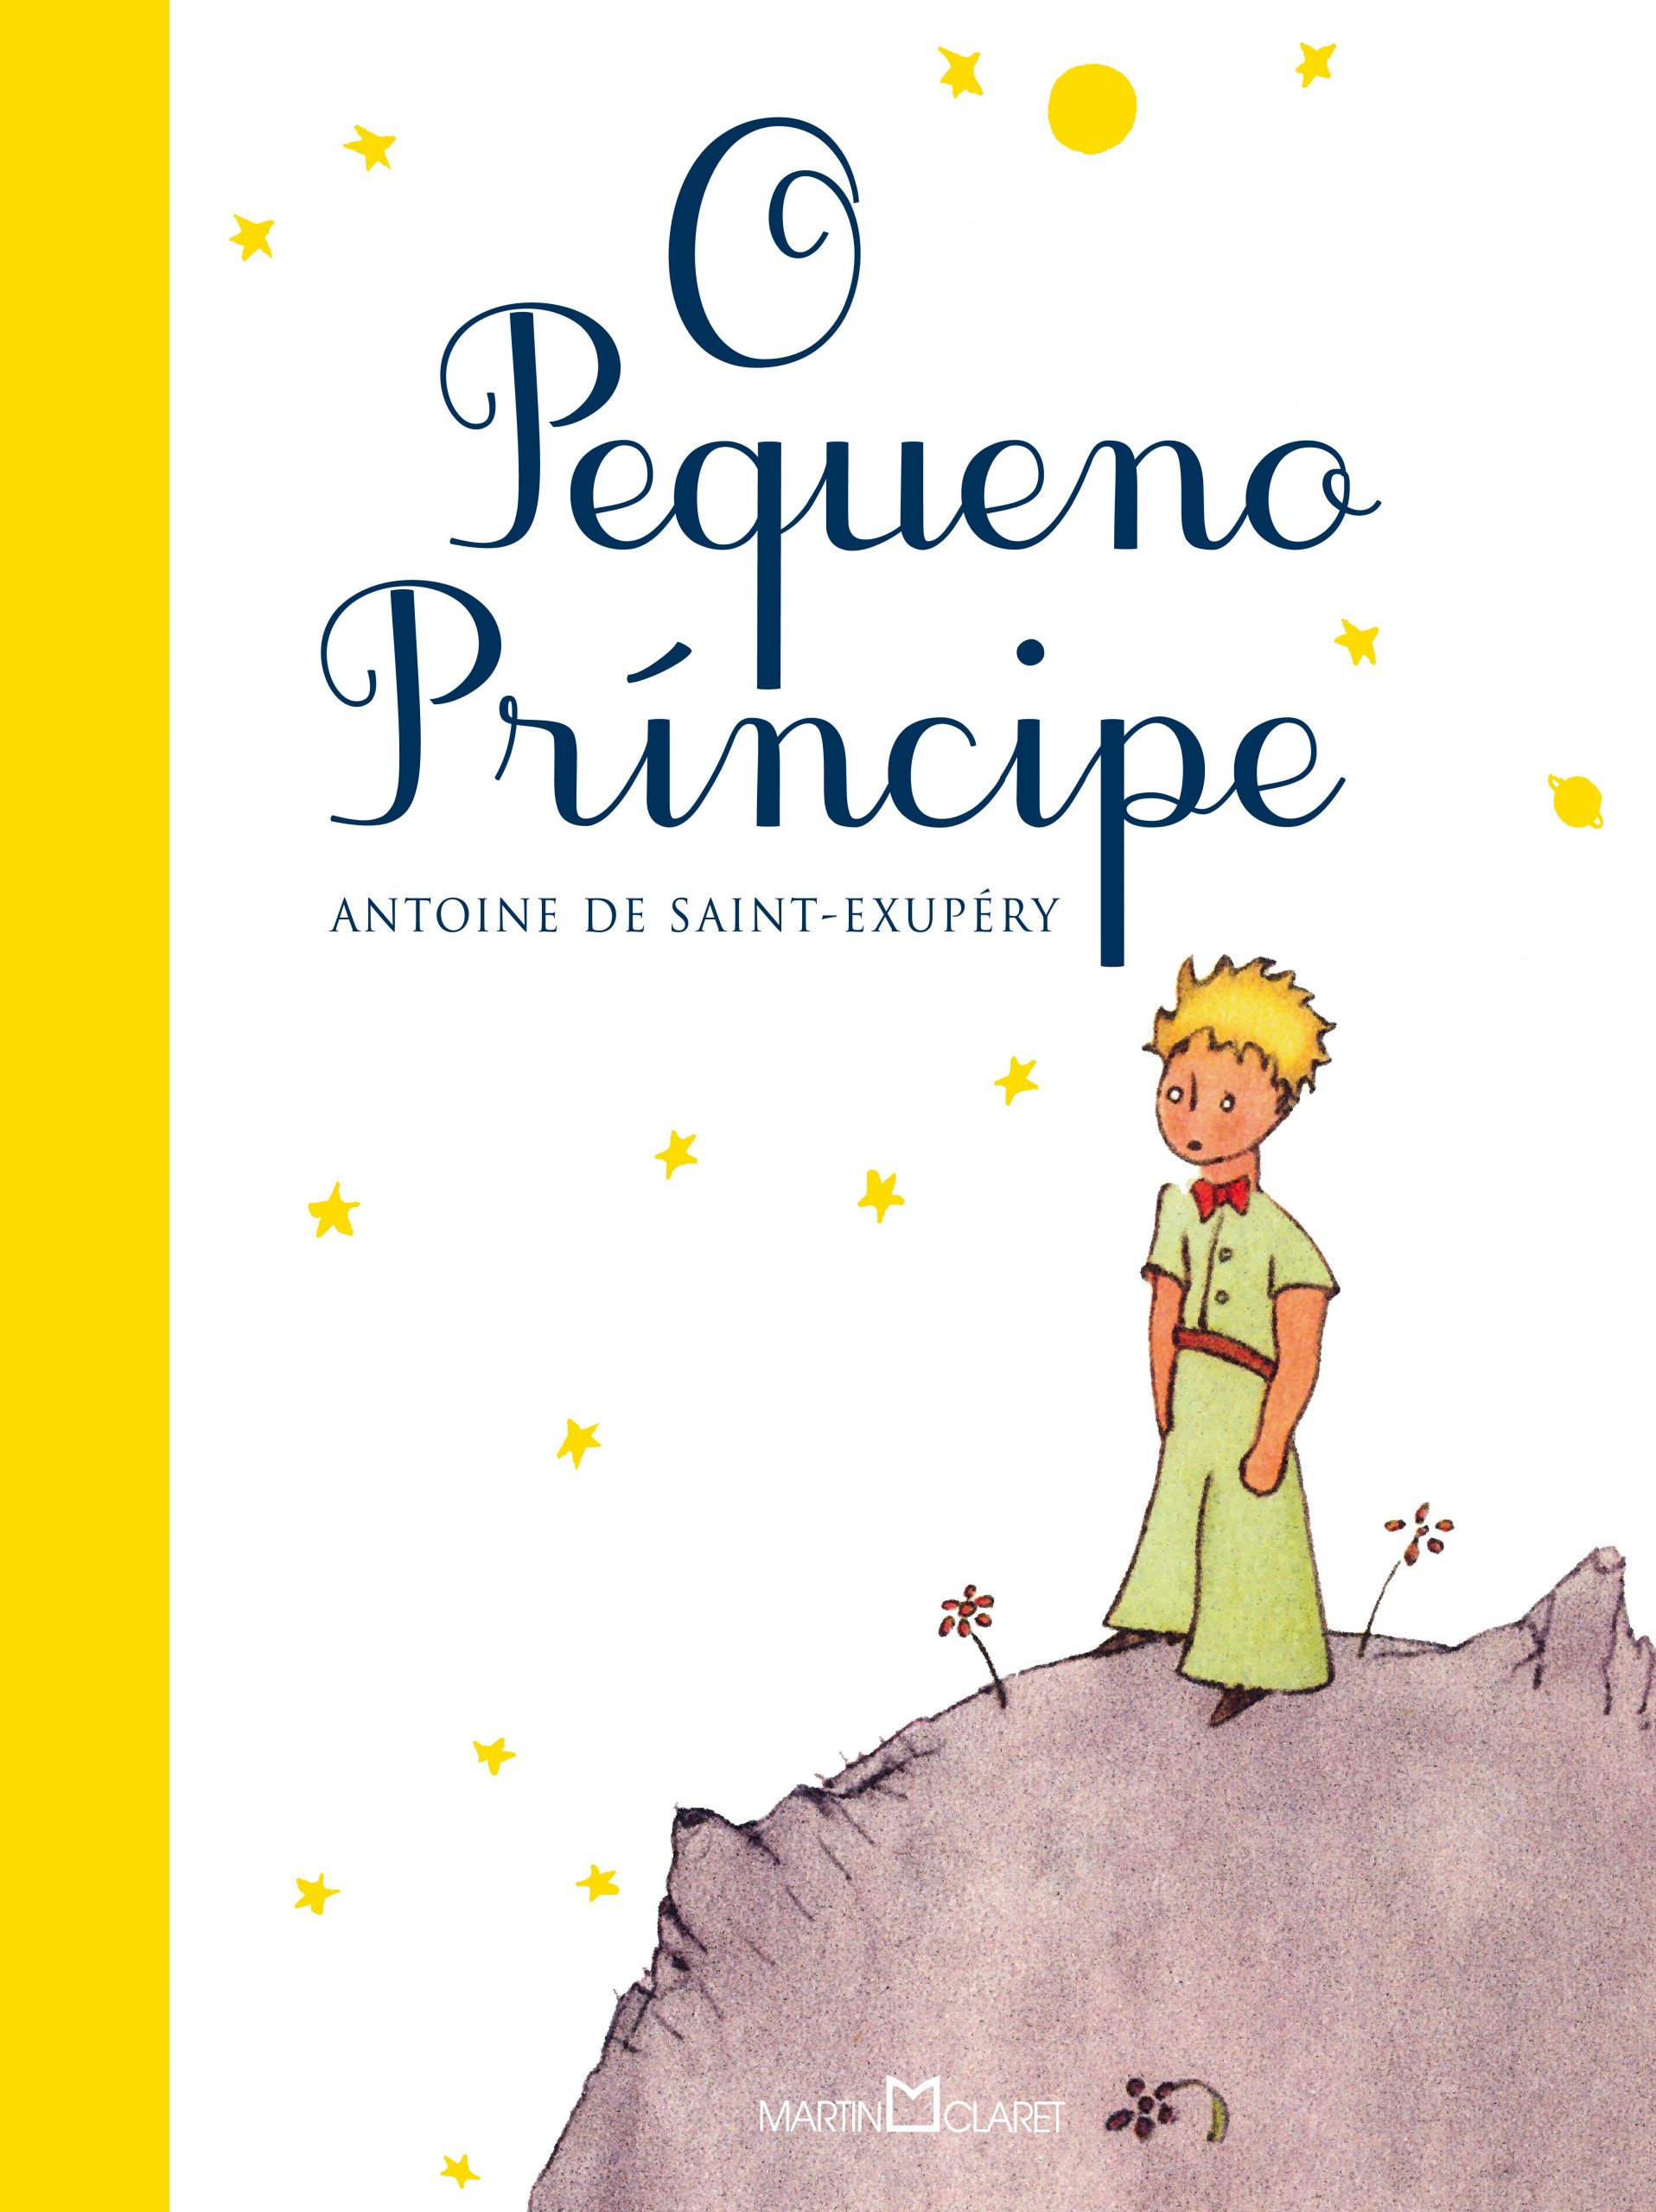 O
Pequeno
Príncipe
ANTOINE DE SAINT-EXUPÉRY
MARTIN CLARET